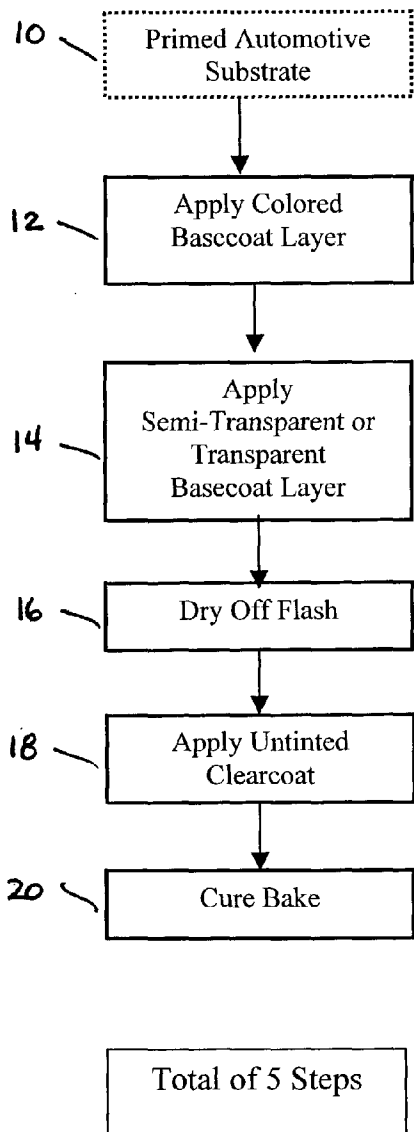 10
Primed Automotive
Substrate
12
Apply Colored
Basecoat Layer
14
Apply
Semi-Transparent or
Transparent
Basecoat Layer
16
Dry Off Flash
18
Apply Untinted
Clearcoat
20
Cure Bake
Total of 5 Steps